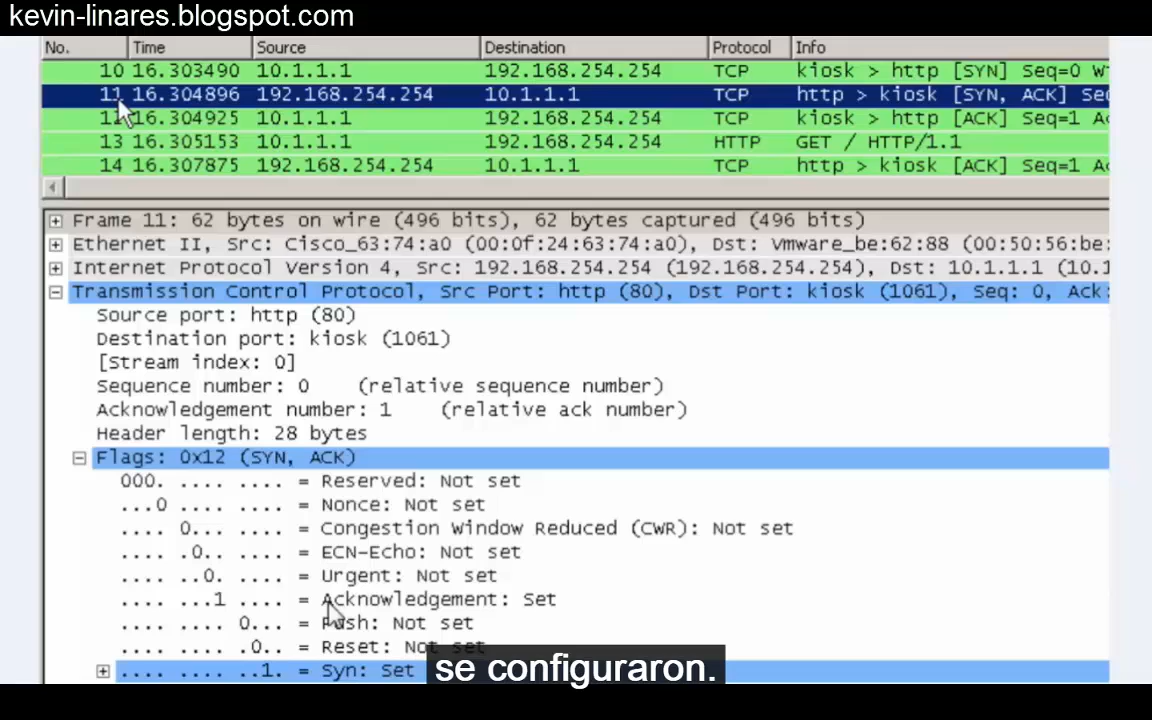 kevin-linares.blogspot.com
No. Time Source Destination Protocol Info
10 16.303490 10.1.1.1 192.168.254.254 TCP kiosk > http [SYN] Seq=0
11 16.304896 192.168.254.254 10.1.1.1 TCP http > kiosk [SYN, ACK]
16.304925 10.1.1.1 192.168.254.254 TCP kiosk > http [ACK] Seq=1
13 16.305153 10.1.1.1 192.168.254.254 HTTP GET / HTTP/1.1
14 16.307875 192.168.254.254 10.1.1.1 TCP http > kiosk [ACK] Seq=1
Frame 11: 62 bytes on wire (496 bits), 62 bytes captured (496 bits)
Ethernet II, Src: Cisco_63:74:a0 (00:0f:24:63:74:a0), Dst: Vmware_be:62:88 (00:50:56:be:
Internet Protocol Version 4, Src: 192.168.254.254 (192.168.254.254), Dst: 10.1.1.1 (10.1
Transmission Control Protocol, Src Port: http (80), Dst Port: kiosk (1061), Seq: 0, Ack:
Source port: http (80)
Destination port: kiosk (1061)
[Stream index: 0]
Sequence number: 0 (relative sequence number)
Acknowledgement number: 1 (relative ack number)
Header length: 28 bytes
Flags: 0x12 (SYN, ACK)
000. .... .... = Reserved: Not set
...0 .... .... = Nonce: Not set
.... 0... .... = Congestion Window Reduced (CWR): Not set
.... .0.. .... = ECN-Echo: Not set
.... ..0. .... = Urgent: Not set
.... ...1 .... = Acknowledgement: Set
.... .... 0... = Push: Not set
.... .... .0.. = Reset: Not set
.... .... ..1. = Syn: Set
se configuraron.